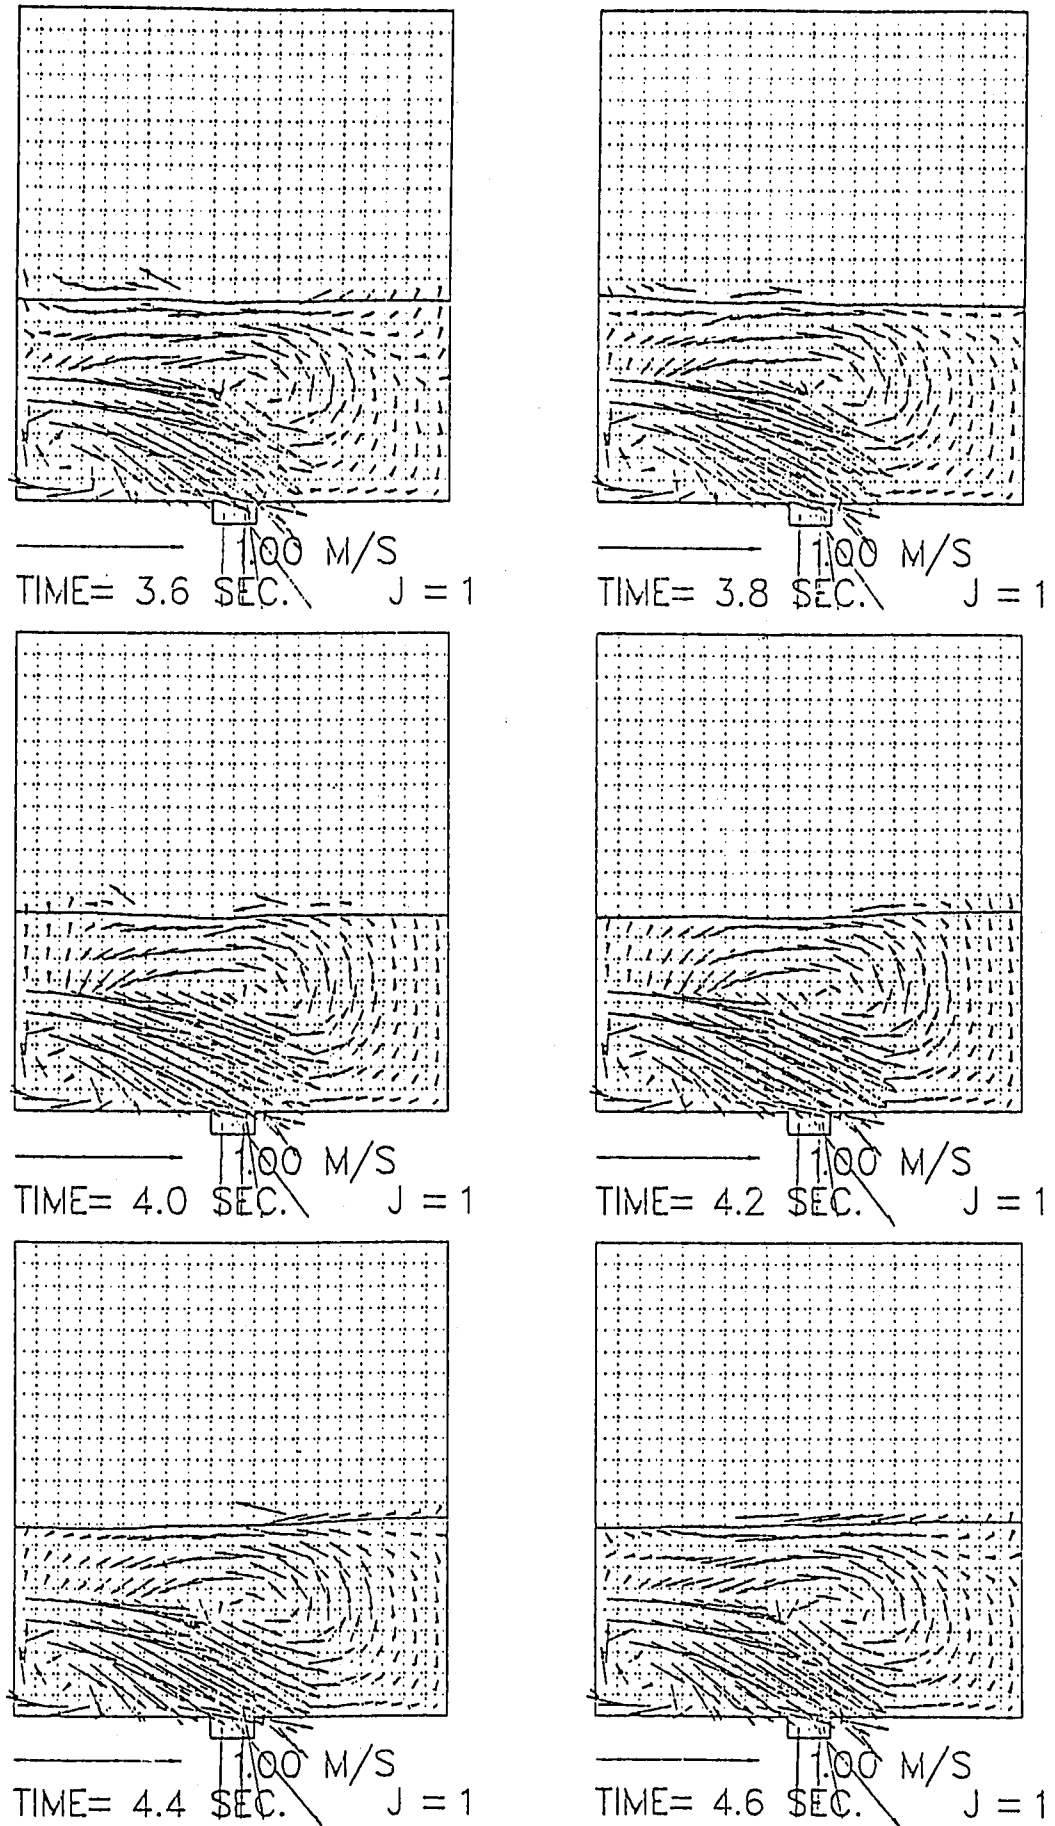 1.00 M/S
TIME= 3.6 SEC. J = 1
1.00 M/S
TIME= 3.8 SEC. J = 1
1.00 M/S
TIME= 4.0 SEC. J = 1
1.00 M/S
TIME= 4.2 SEC. J = 1
1.00 M/S
TIME= 4.4 SEC. J = 1
1.00 M/S
TIME= 4.6 SEC. J = 1